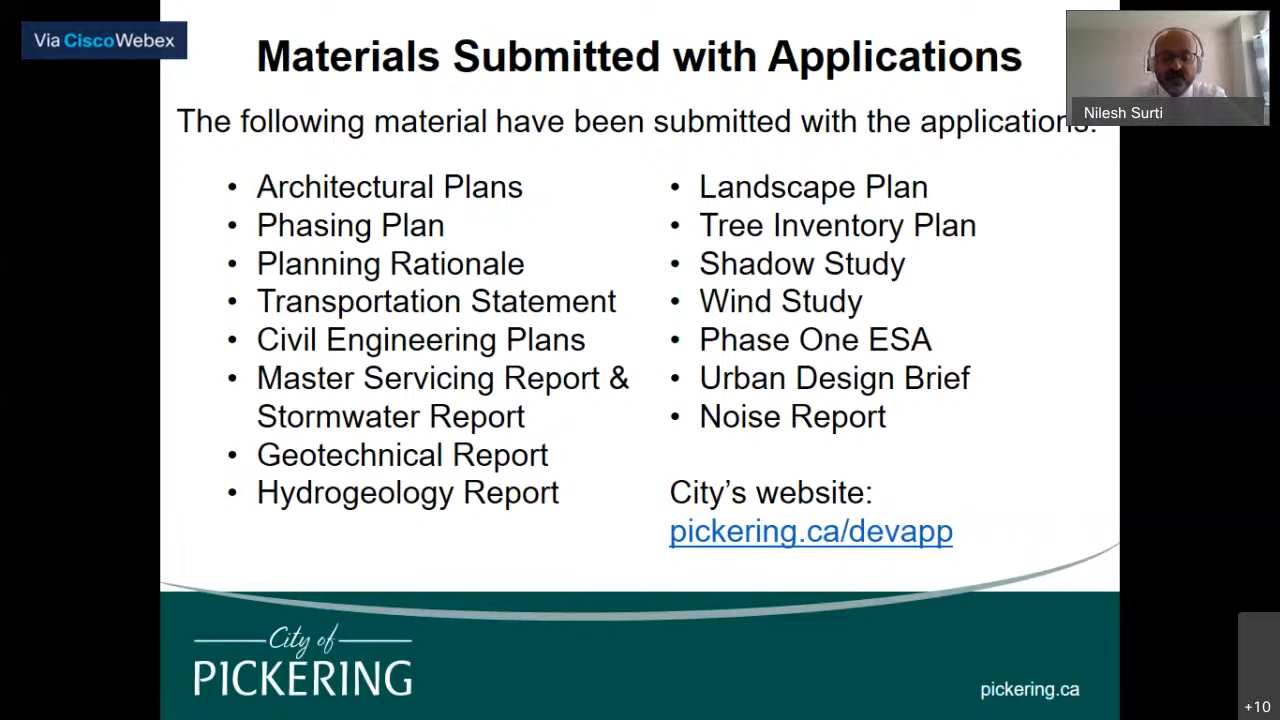 Via CiscoWebex
Materials Submitted with Applications
Nilesh Surti
The following material have been submitted with the applications:
• Architectural Plans
• Phasing Plan
• Planning Rationale
• Transportation Statement
• Civil Engineering Plans
• Master Servicing Report &
Stormwater Report
• Geotechnical Report
• Hydrogeology Report
• Landscape Plan
• Tree Inventory Plan
• Shadow Study
• Wind Study
• Phase One ESA
• Urban Design Brief
• Noise Report
City’s website:
pickering.ca/devapp
City of
PICKERING
pickering.ca
+10